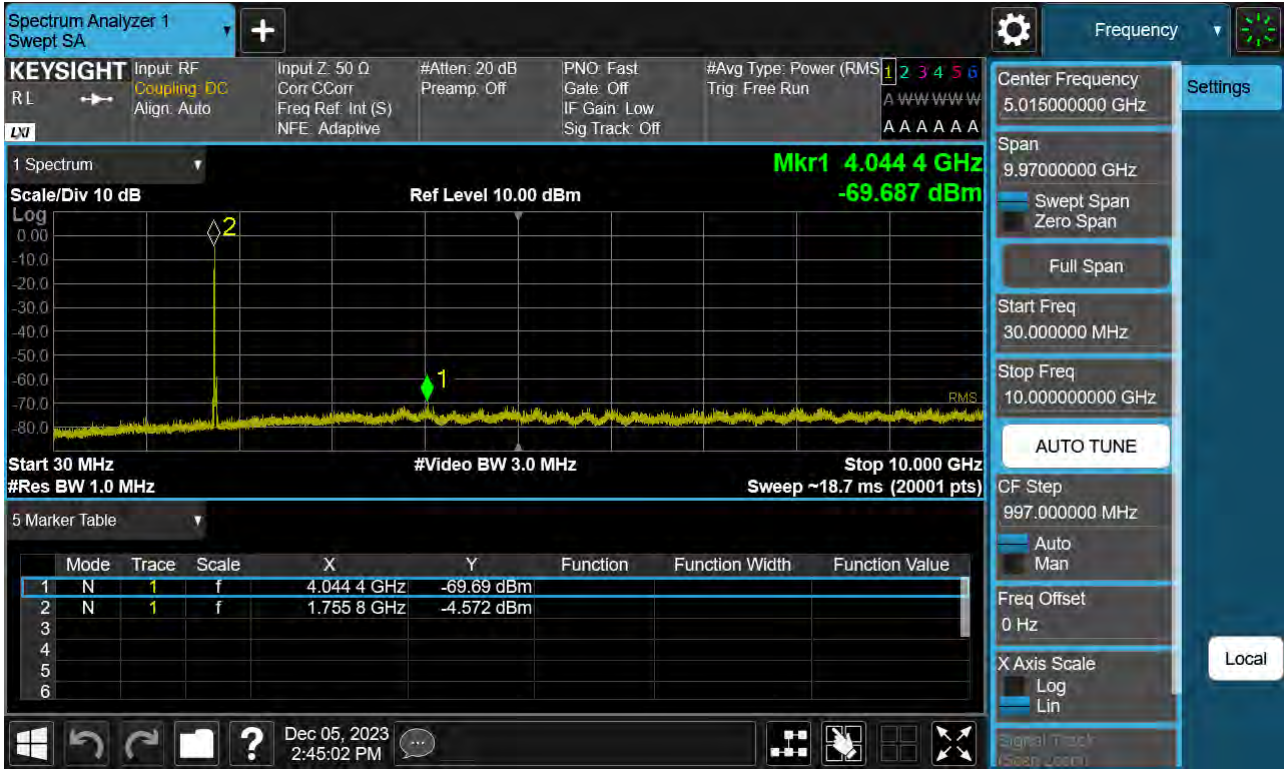 Spectrum Analyzer 1
Swept SA
+
Frequency
KEYSIGHT
R L
LXI
Input: RF
Coupling: DC
Align: Auto
Input Z: 50 Ω
Corr CCorr
Freq Ref: Int (S)
NFE: Adaptive
#Atten: 20 dB
Preamp: Off
PNO: Fast
Gate: Off
IF Gain: Low
Sig Track: Off
#Avg Type: Power (RMS
Trig: Free Run
1 2 3 4 5 6
A W W W W W
A A A A A A
Center Frequency
5.015000000 GHz
Settings
1 Spectrum
Mkr1 4.044 4 GHz
Scale/Div 10 dB
Ref Level 10.00 dBm
-69.687 dBm
Span
9.97000000 GHz
Swept Span
Zero Span
Full Span
Log
0.00
-10.0
-20.0
-30.0
-40.0
-50.0
-60.0
-70.0
-80.0
2
1
RMS
Start Freq
30.000000 MHz
Stop Freq
10.000000000 GHz
AUTO TUNE
Start 30 MHz
#Video BW 3.0 MHz
Stop 10.000 GHz
#Res BW 1.0 MHz
Sweep ~18.7 ms (20001 pts)
CF Step
997.000000 MHz
Auto
Man
5 Marker Table
Mode Trace Scale X Y Function Function Width Function Value
1 N 1 f 4.044 4 GHz -69.69 dBm
2 N 1 f 1.755 8 GHz -4.572 dBm
3
4
5
6
Freq Offset
0 Hz
X Axis Scale
Log
Lin
Local
Signal Track
(Span Zoom)
?
Dec 05, 2023
2:45:02 PM